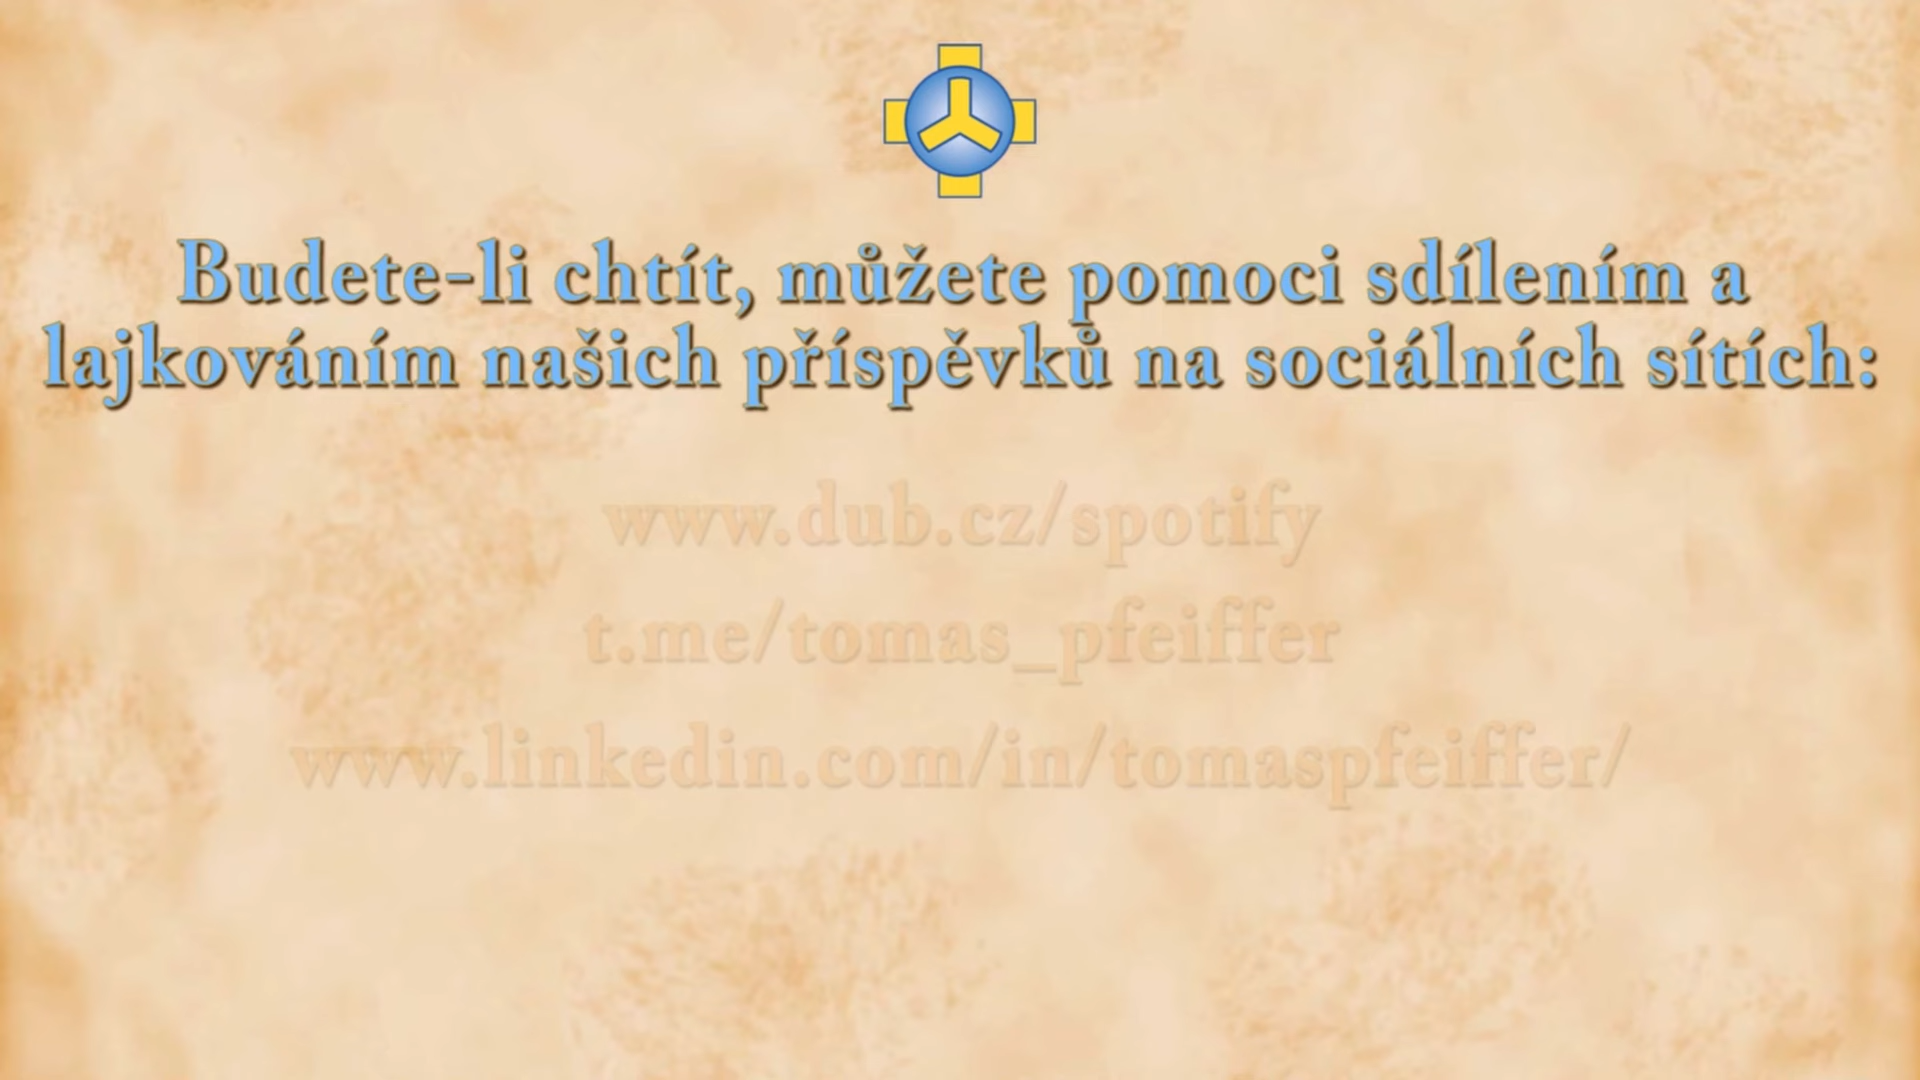 Budete-li chtít, můžete pomoci sdílením a
lajkováním našich příspěvků na sociálních sítích:
www.dub.cz/spotify
t.me/tomas_pfeiffer
www.linkedin.com/in/tomaspfeiffer/